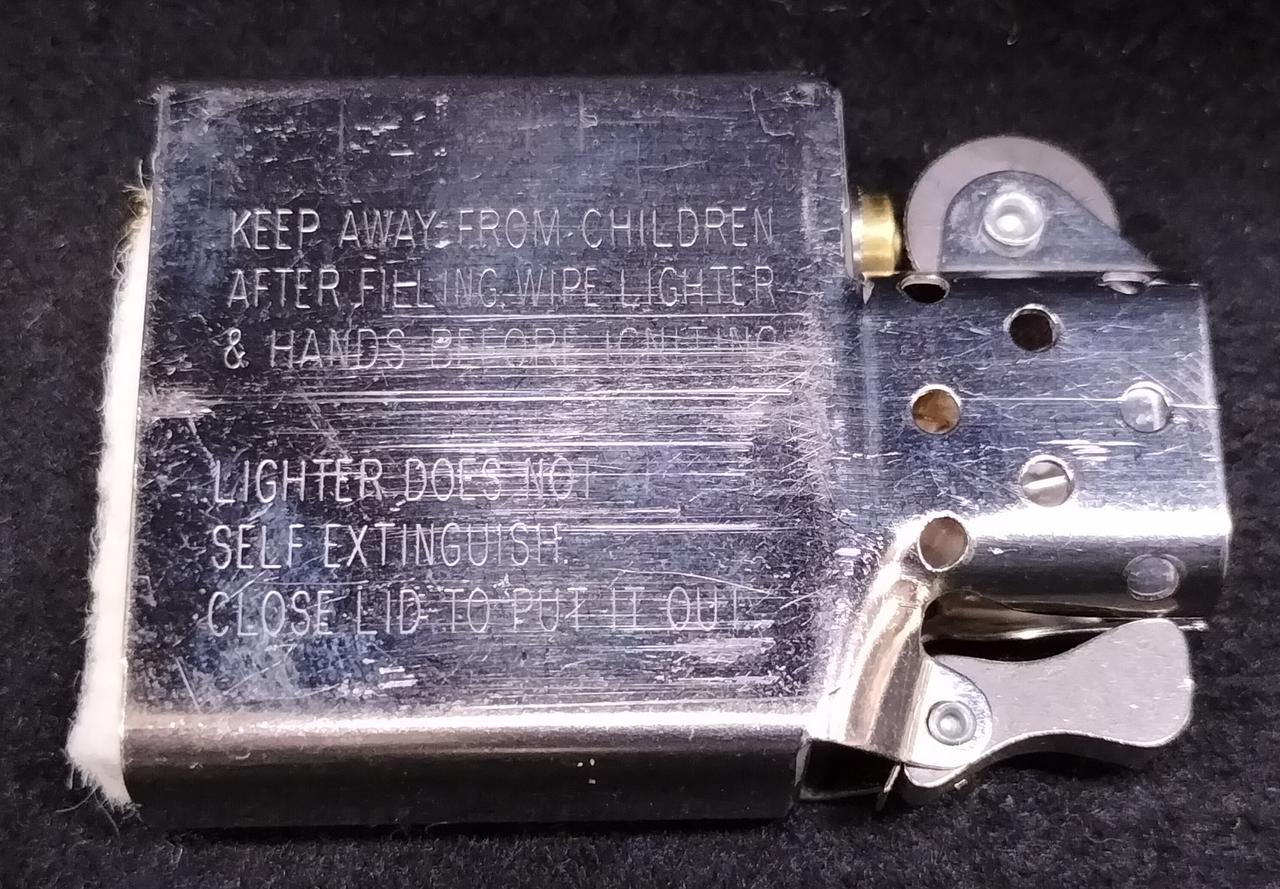 KEEP AWAY FROM CHILDREN
AFTER FILLING WIPE LIGHTER
& HANDS BEFORE IGNITING
LIGHTER DOES NOT
SELF EXTINGUISH.
CLOSE LID TO PUT IT OUT